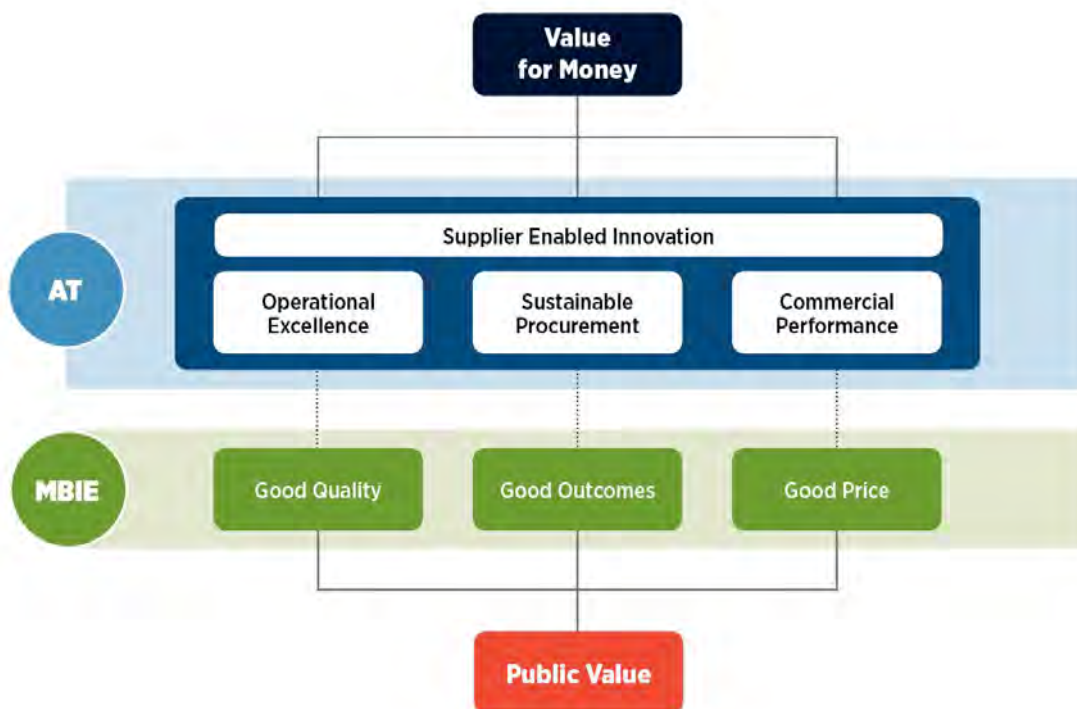 Value
for Money
Supplier Enabled Innovation
AT
Operational
Excellence
Sustainable
Procurement
Commercial
Performance
MBIE
Good Quality
Good Outcomes
Good Price
Public Value